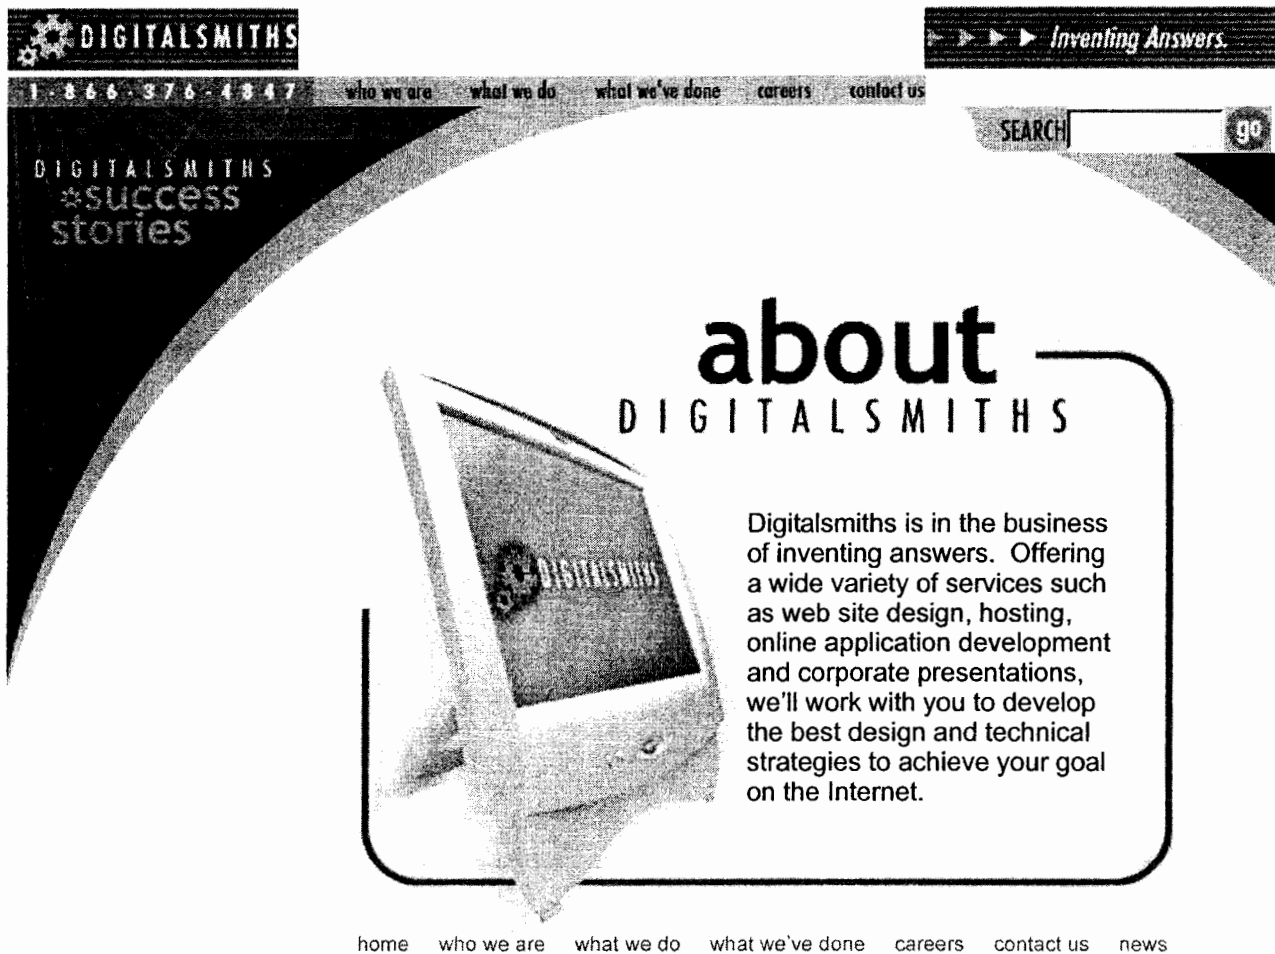 DIGITALSMITHS
Inventing Answers.
1-866-376-4847
who we are what we do what we've done careers contact us
SEARCH go
DIGITALSMITHS
success
stories
about
DIGITALSMITHS
DIGITALSMITHS
Digitalsmiths is in the business
of inventing answers. Offering
a wide variety of services such
as web site design, hosting,
online application development
and corporate presentations,
we'll work with you to develop
the best design and technical
strategies to achieve your goal
on the Internet.
home who we are what we do what we've done careers contact us news